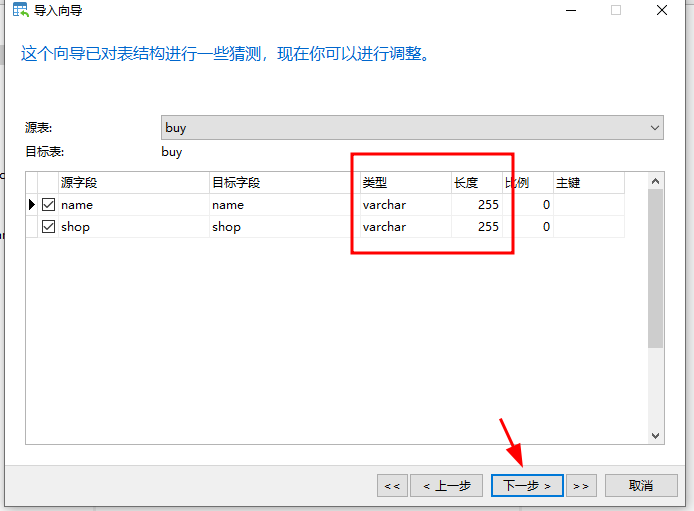 导入向导
这个向导已对表结构进行一些猜测，现在你可以进行调整。
源表: buy
目标表: buy
源字段 目标字段 类型 长度 比例 主键
name name varchar 255 0
shop shop varchar 255 0
<< < 上一步 下一步 > >> 取消